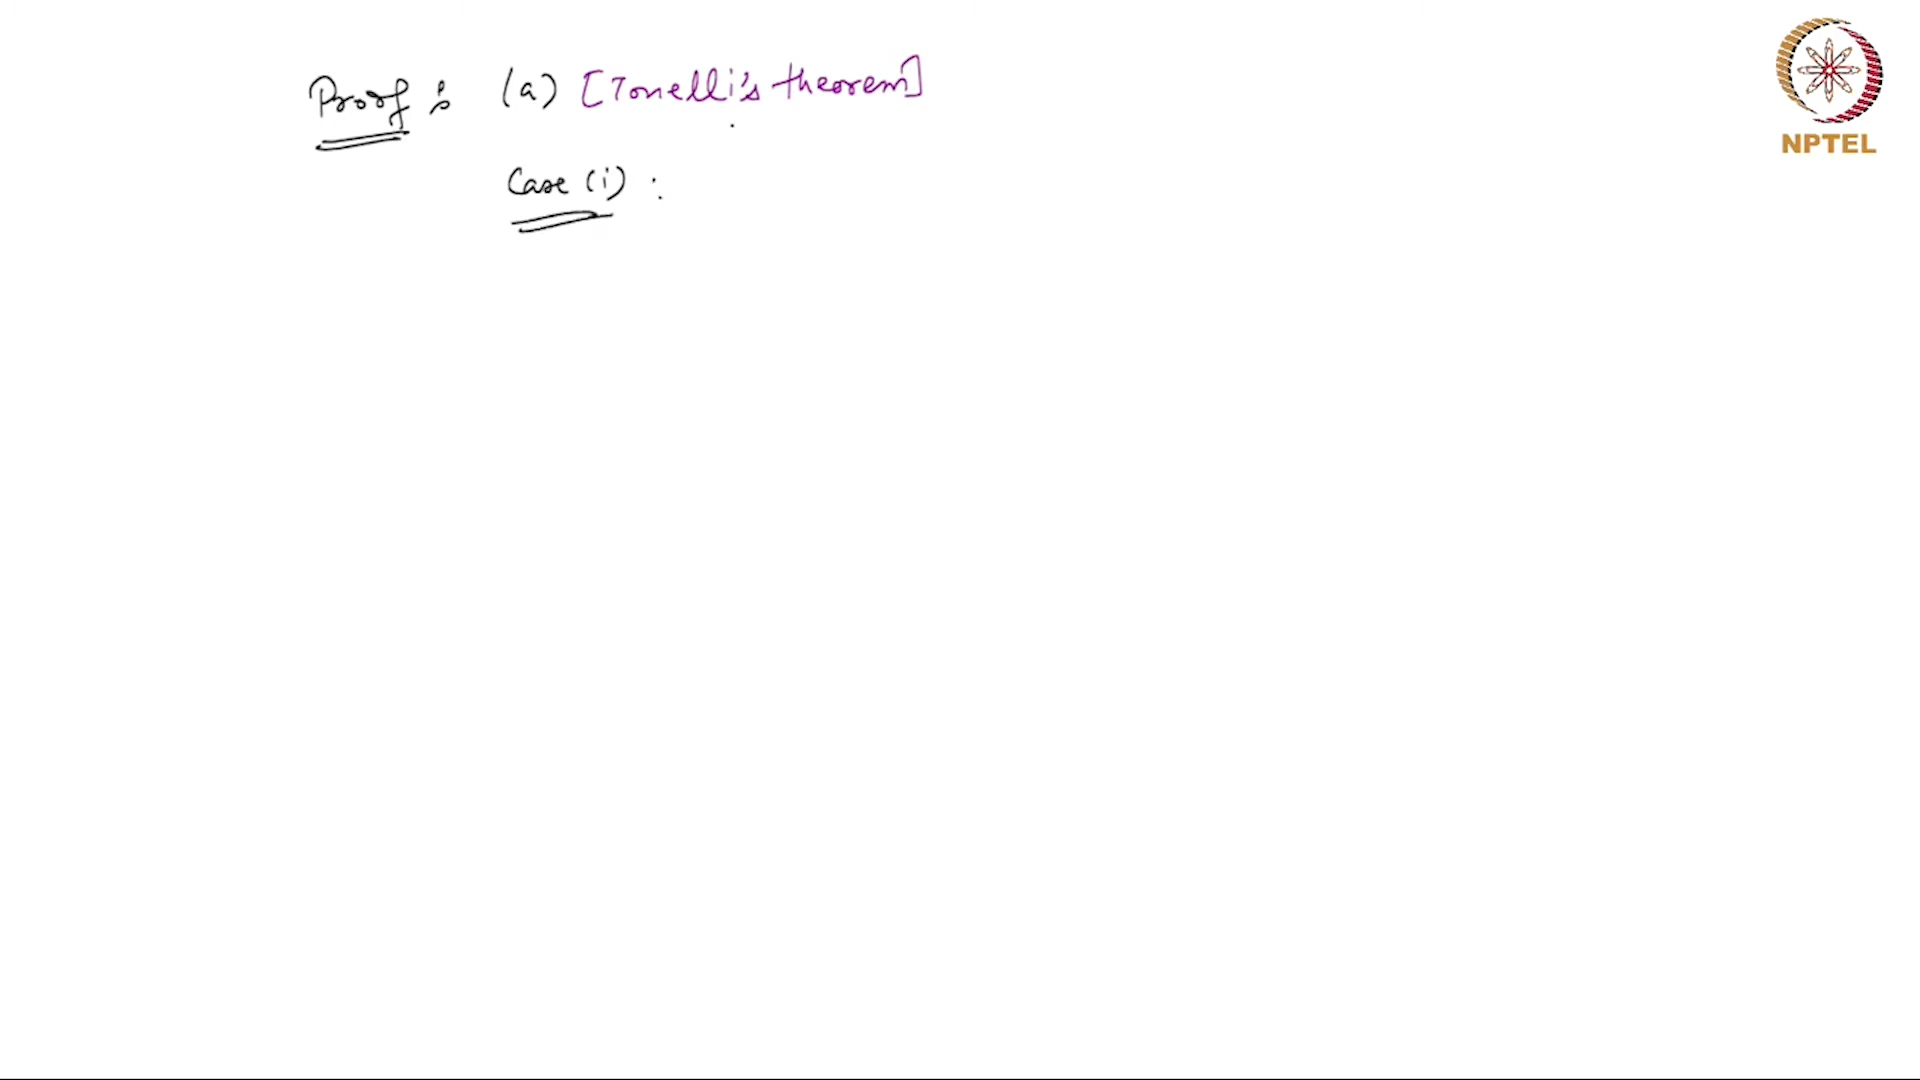 Proof : (a) [Tonelli's theorem]
Case (i) :
NPTEL